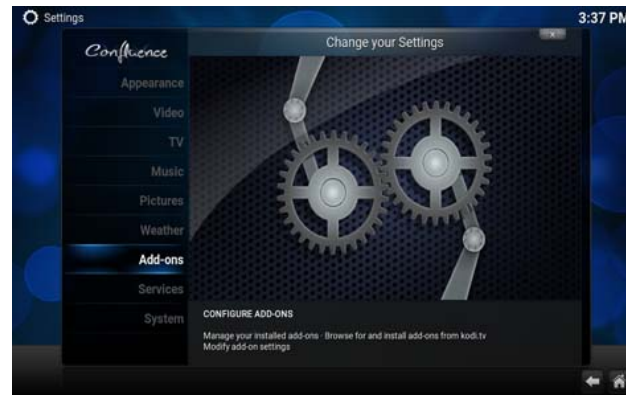 Settings
3:37 PM
Confluence
Change your Settings
Appearance
Video
TV
Music
Pictures
Weather
Add-ons
Services
System
CONFIGURE ADD-ONS
Manage your installed add-ons - Browse for and install add-ons from kodi.tv
Modify add-on settings